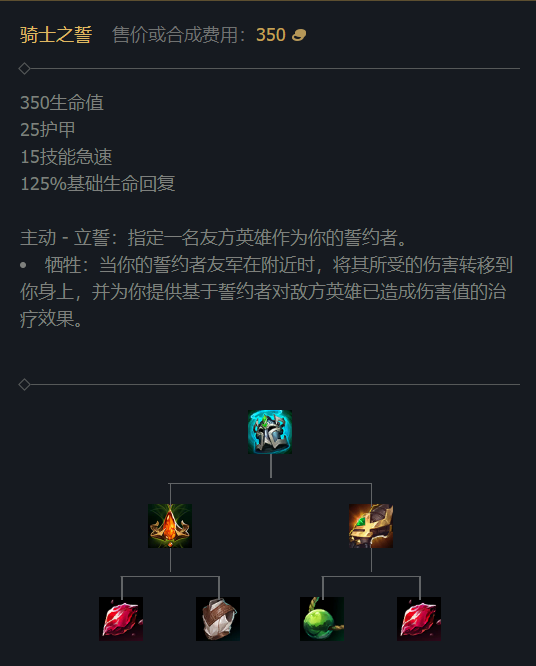 骑士之誓 售价或合成费用：350
350生命值
25护甲
15技能急速
125%基础生命回复
主动 - 立誓：指定一名友方英雄作为你的誓约者。
• 牺牲：当你的誓约者友军在附近时，将其所受的伤害转移到
你身上，并为你提供基于誓约者对敌方英雄已造成伤害值的治
疗效果。